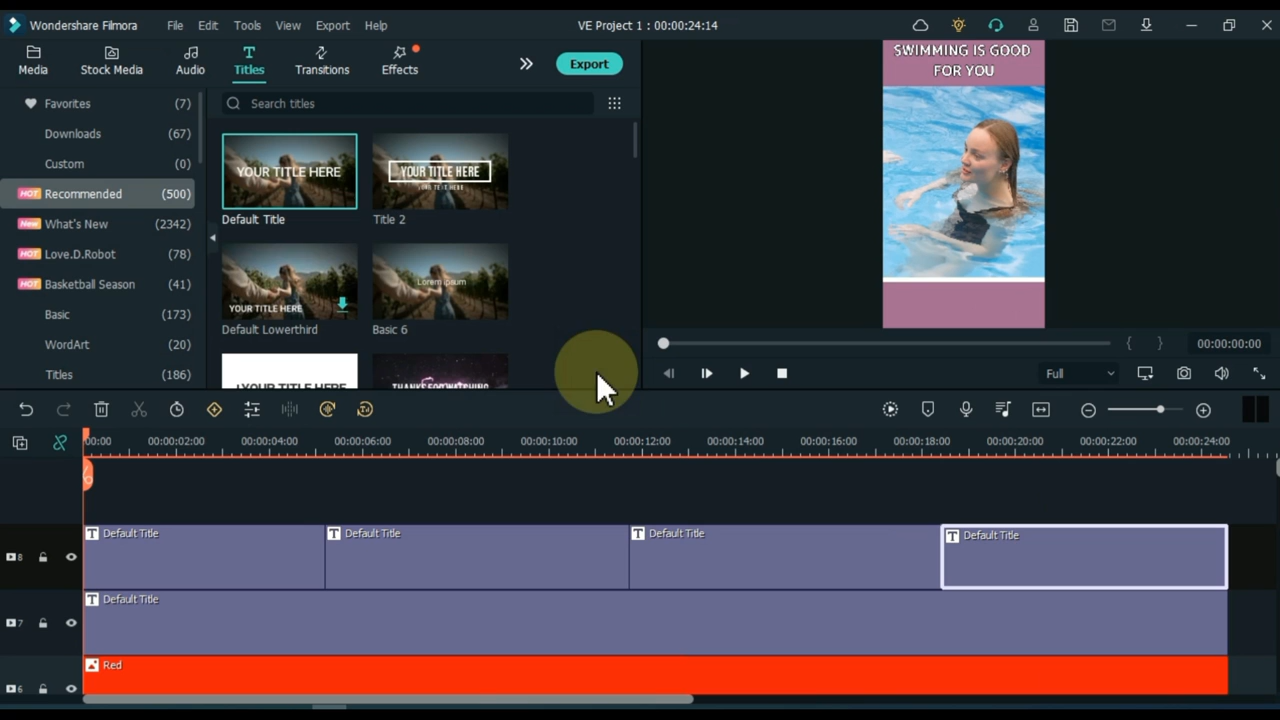 Wondershare Filmora File Edit Tools View Export Help VE Project 1 : 00:00:24:14
Media Stock Media Audio Titles Transitions Effects Export
Favorites (7)
Downloads (67)
Custom (0)
HOT Recommended (500)
New What's New (2342)
HOT Love.D.Robot (78)
HOT Basketball Season (41)
Basic (173)
WordArt (20)
Titles (186)
Search titles
YOUR TITLE HERE
Default Title
YOUR TITLE HERE
Title 2
YOUR TITLE HERE
Default Lowerthird
Lorem ipsum
Basic 6
YOUR TITLE HERE
THANKS FOR WATCHING
SWIMMING IS GOOD
FOR YOU
{ } 00:00:00:00
Full
00:00 00:00:02:00 00:00:04:00 00:00:06:00 00:00:08:00 00:00:10:00 00:00:12:00 00:00:14:00 00:00:16:00 00:00:18:00 00:00:20:00 00:00:22:00 00:00:24:00
8 T Default Title T Default Title T Default Title T Default Title
7 T Default Title
6 Red